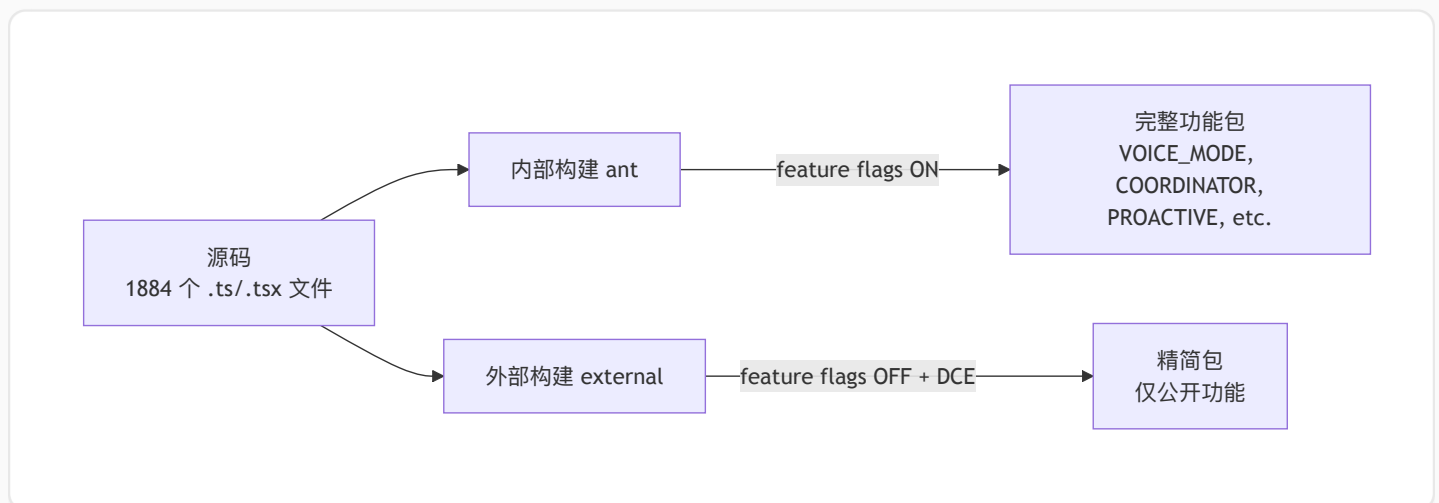 源码
1884 个 .ts/.tsx 文件
内部构建 ant
feature flags ON
完整功能包
VOICE_MODE,
COORDINATOR,
PROACTIVE, etc.
外部构建 external
feature flags OFF + DCE
精简包
仅公开功能